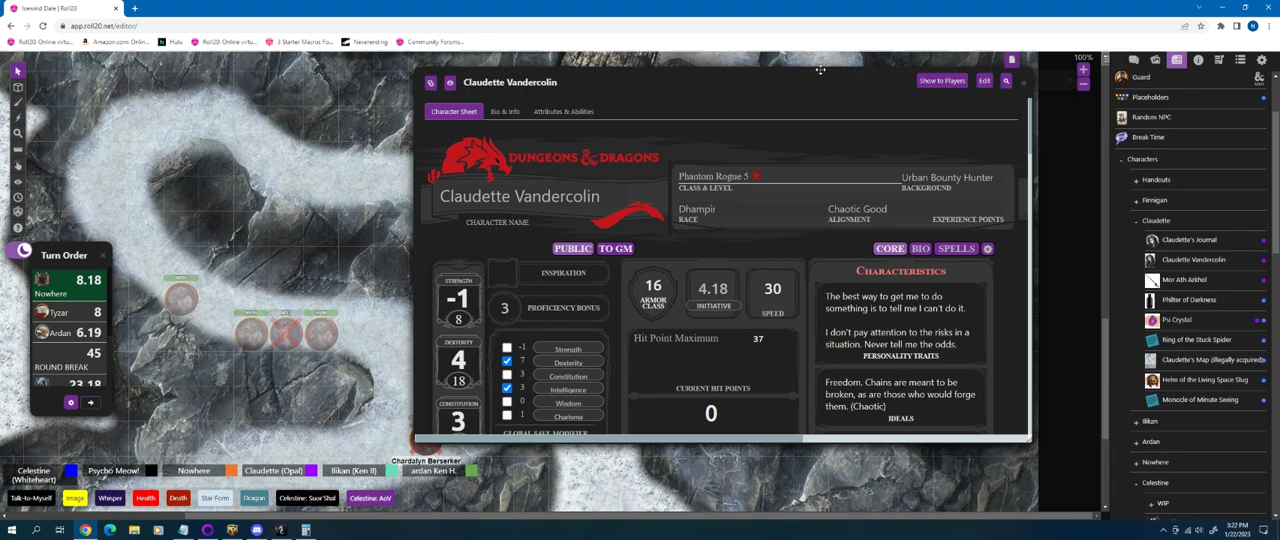 Icewind Dale | Roll20
app.roll20.net/editor/
Roll20: Online virtu...
Amazon.com: Onlin...
Hulu
Roll20: Online virtu...
3 Starter Macros Fo...
Neverending
Community Forums...
100%
Claudette Vandercolin
Show to Players
Edit
Character Sheet
Bio & Info
Attributes & Abilities
DUNGEONS & DRAGONS
Claudette Vandercolin
CHARACTER NAME
Phantom Rogue 5
CLASS & LEVEL
Urban Bounty Hunter
BACKGROUND
Dhampir
RACE
Chaotic Good
ALIGNMENT
EXPERIENCE POINTS
PUBLIC TO GM
CORE BIO SPELLS
STRENGTH
-1
8
DEXTERITY
4
18
CONSTITUTION
3
INSPIRATION
3 PROFICIENCY BONUS
-1 Strength
7 Dexterity
3 Constitution
3 Intelligence
0 Wisdom
1 Charisma
GLOBAL SAVE MODIFIER
16
ARMOR
CLASS
4.18
INITIATIVE
30
SPEED
Hit Point Maximum 37
CURRENT HIT POINTS
0
CHARACTERISTICS
The best way to get me to do
something is to tell me I can't do it.
I don't pay attention to the risks in a
situation. Never tell me the odds.
PERSONALITY TRAITS
Freedom. Chains are meant to be
broken, as are those who would forge
them. (Chaotic)
IDEALS
Turn Order
8.18
Nowhere
Tyzar 8
Ardan 6.19
45
ROUND BREAK
23.18
Chardalyn Berserker
Celestine
(Whiteheart)
Psycho Meow!
Nowhere
Claudette (Opal)
Ilikan (Ken II)
ardan Ken H.
Talk-to-Myself
Image
Whisper
Health
Death
Star Form
Dragon
Celestine: Suor'Shal
Celestine: AoV
Guard
Placeholders
Random NPC
Break Time
Characters
Handouts
Finnigan
Claudette
Claudette's Journal
Claudette Vandercolin
Mor Ath Arkhol
Philter of Darkness
Psi Crystal
Ring of the Stuck Spider
Claudette's Map (illegally acquired)
Helm of the Living Space Slug
Monocle of Minute Seeing
Ilikan
Ardan
Nowhere
Celestine
WIP
3:22 PM
1/22/2023